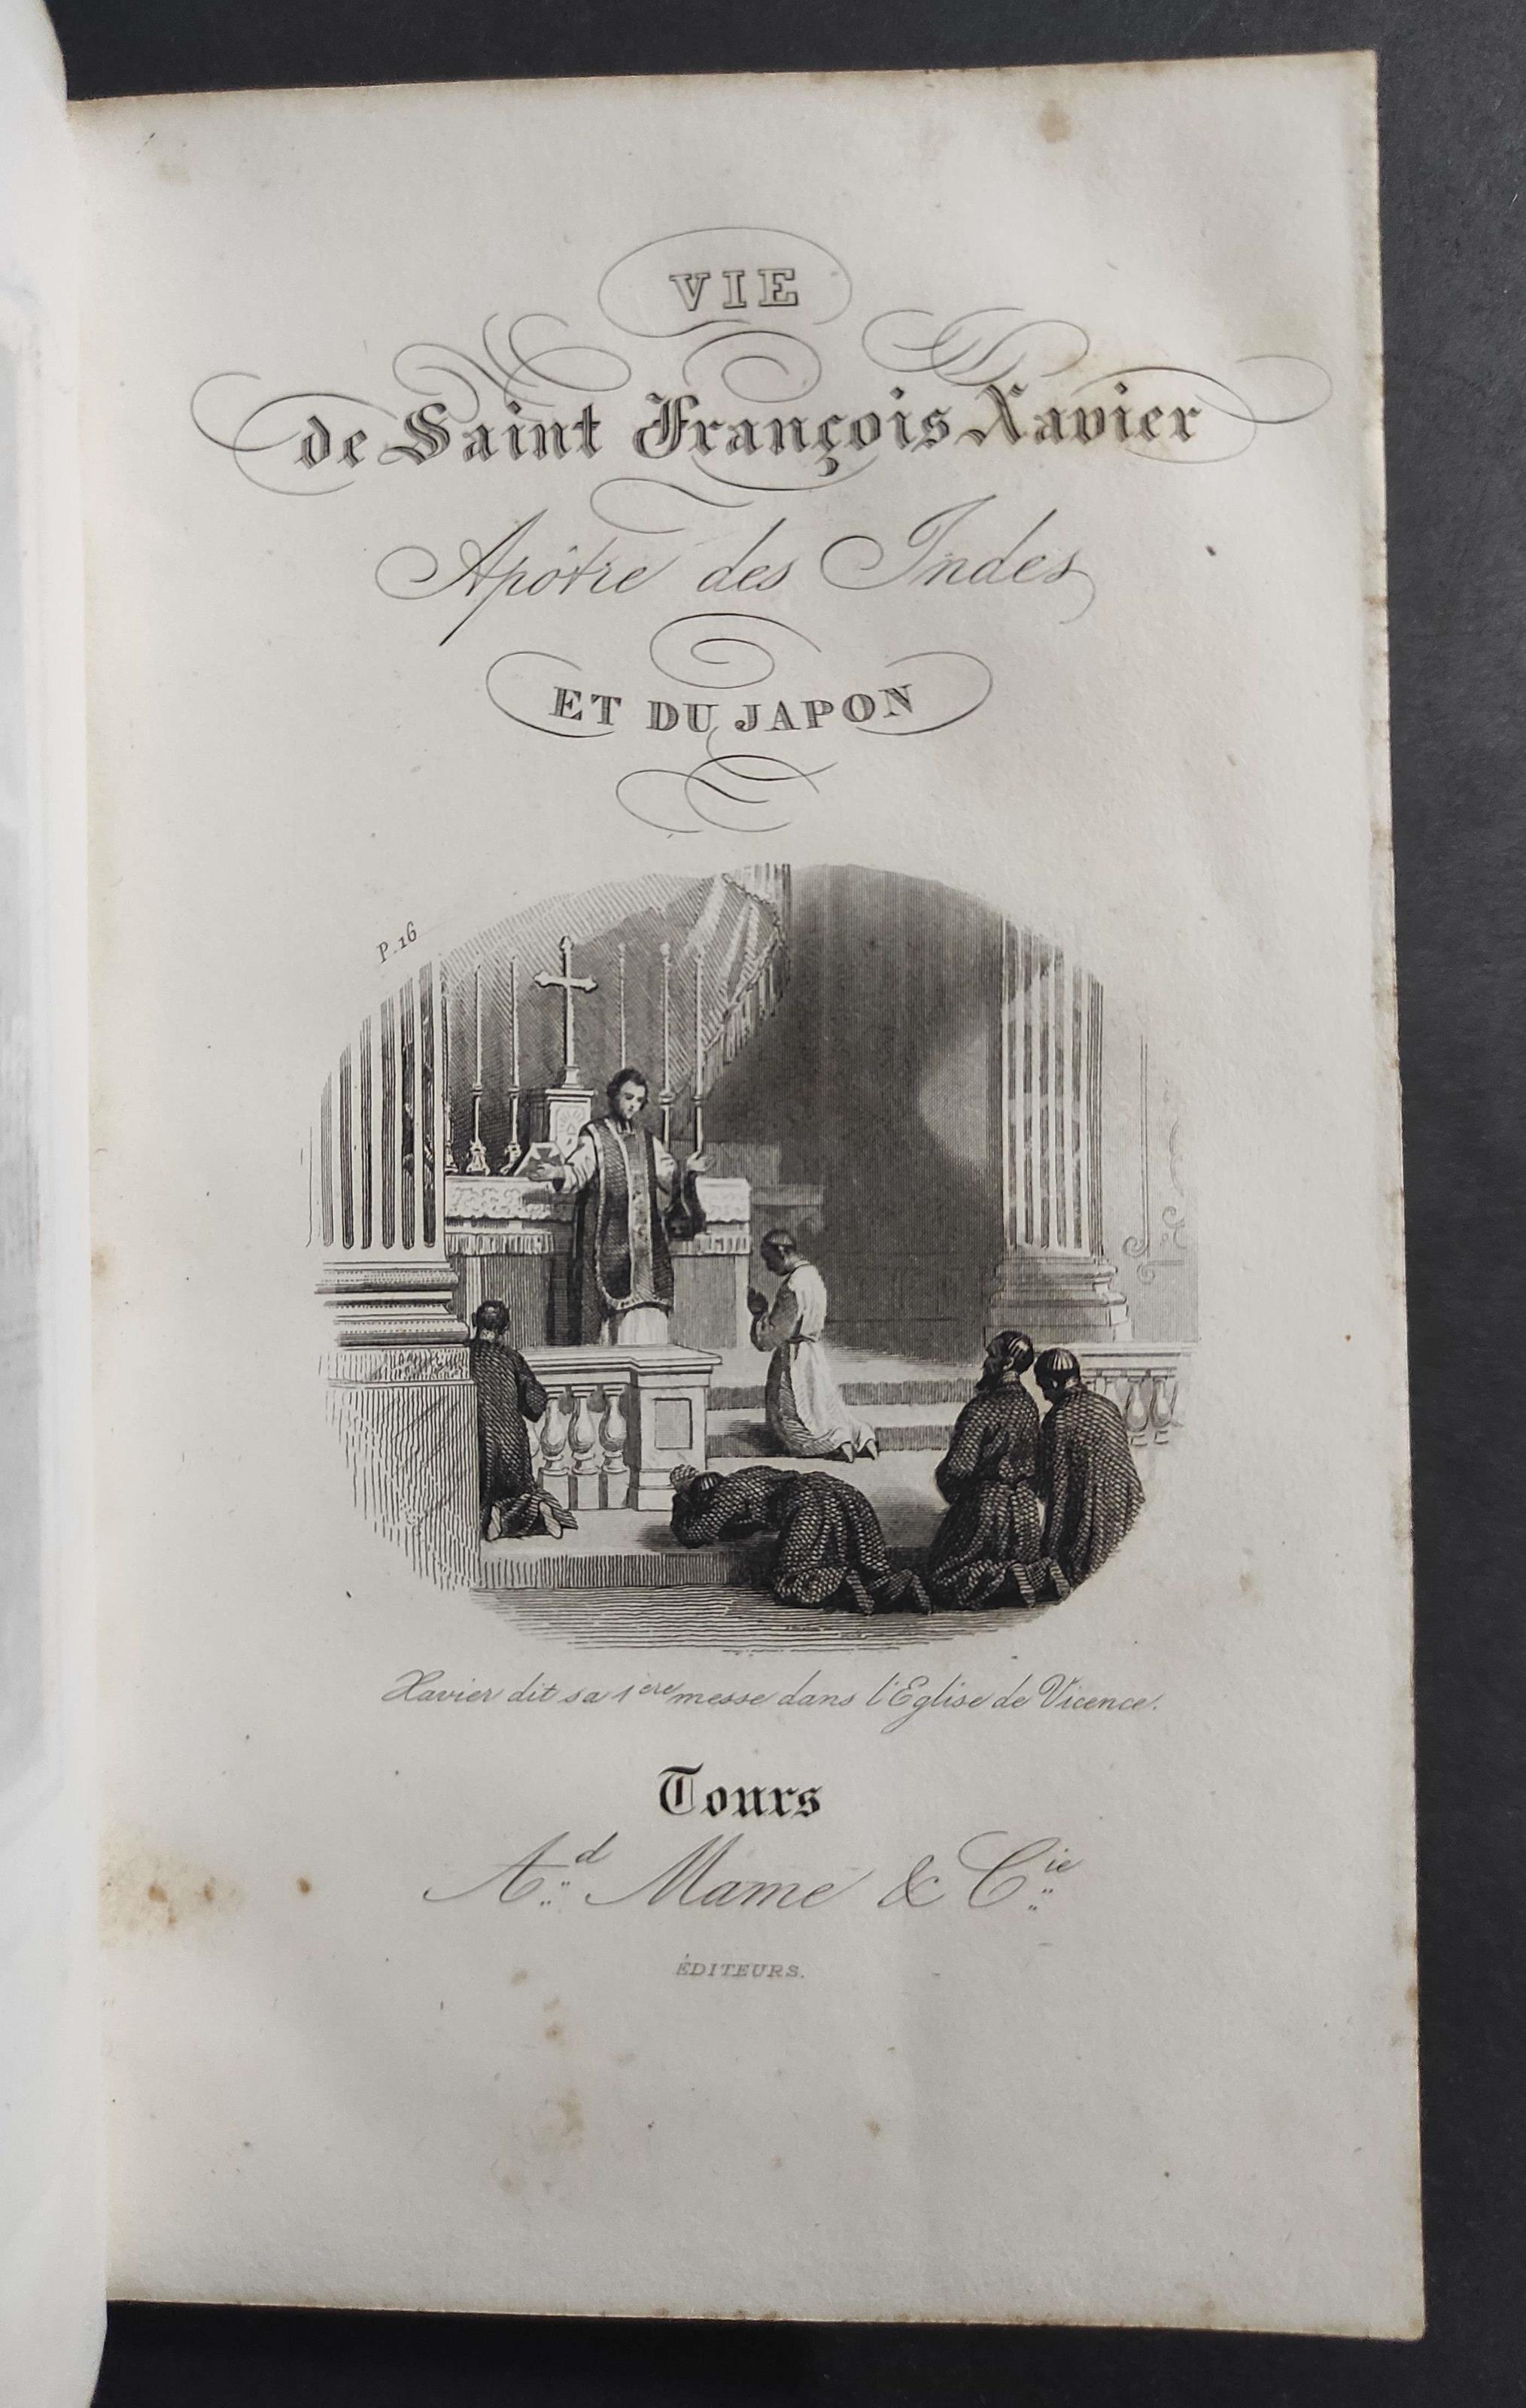 VIE
de Saint François Xavier
Apôtre des Indes
ET DU JAPON
P. 16
Xavier dit sa 1ere messe dans l'Eglise de Vicence.
Tours
Ad Mame & Cie
ÉDITEURS.